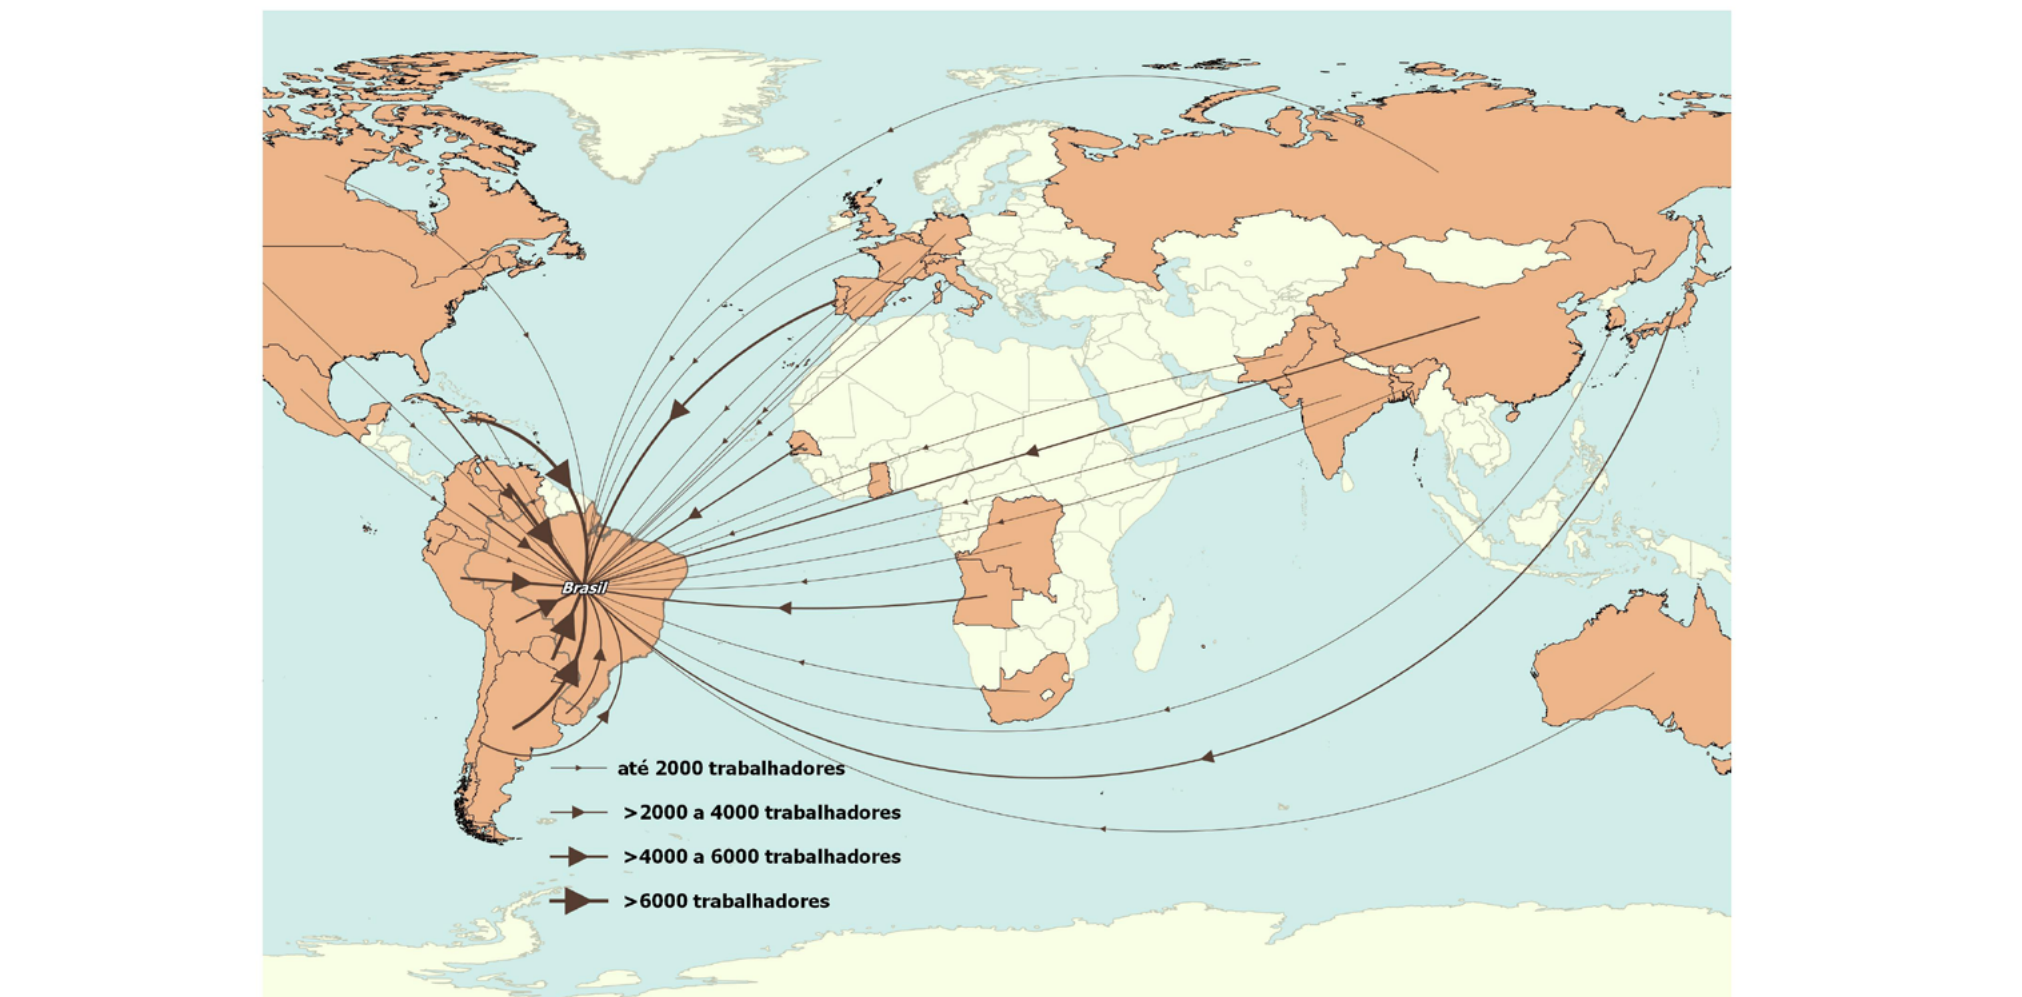 Brasil
até 2000 trabalhadores
>2000 a 4000 trabalhadores
>4000 a 6000 trabalhadores
>6000 trabalhadores